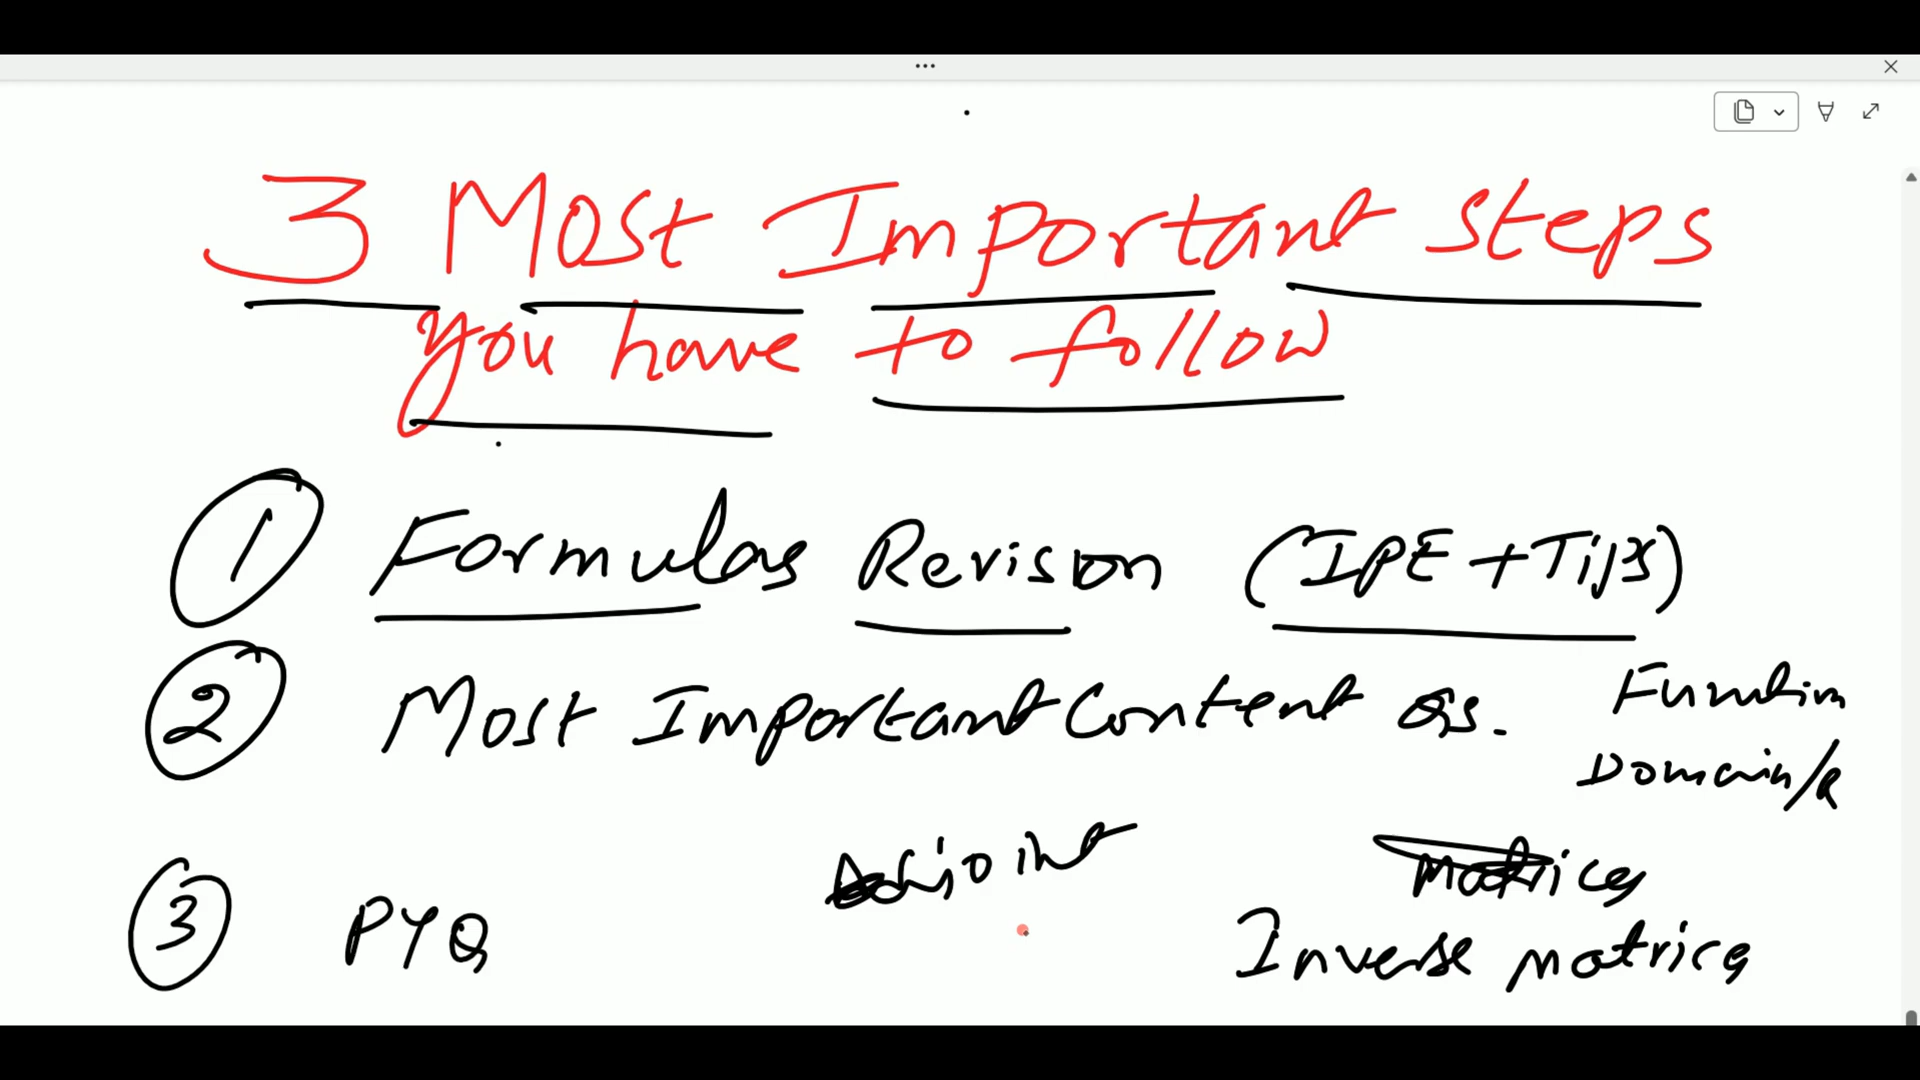 3 Most Important steps
you have to follow
1 Formulas Revison (IPE + Tips)
2 Most Important Content Qs.
Function
Domain/R
Adjoint
Matrices
3 PYQ
Inverse matrices